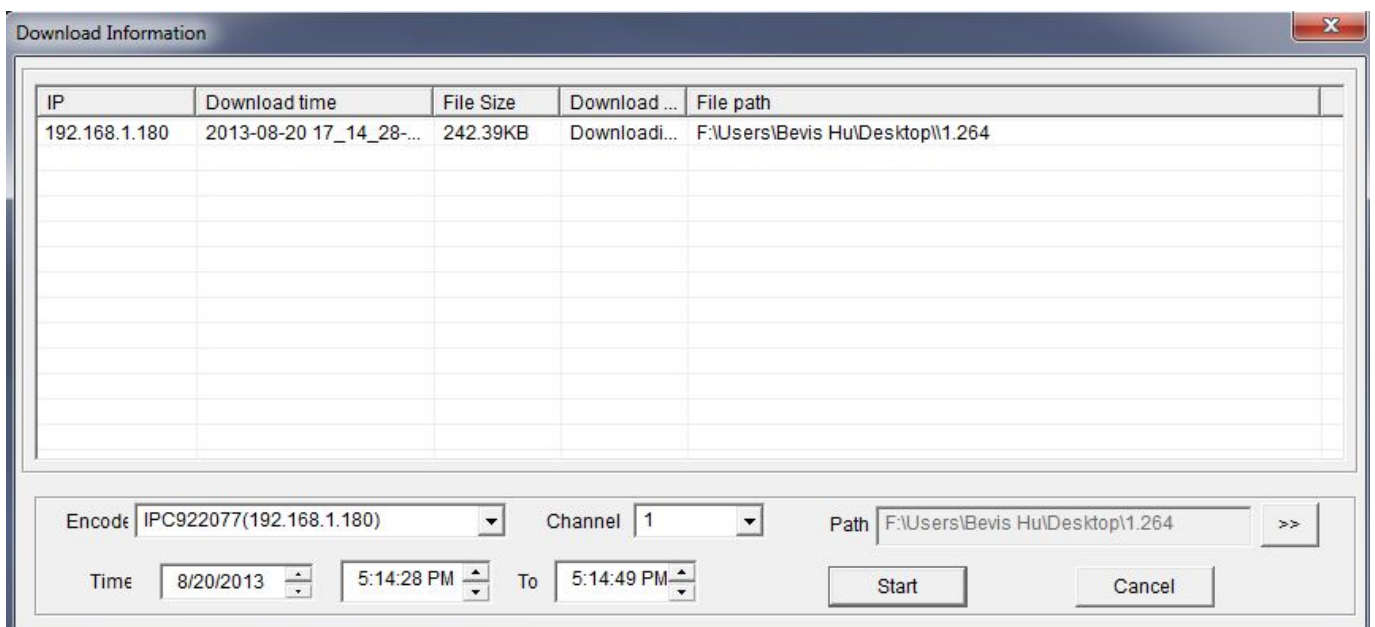 Download Information
IP Download time File Size Download ... File path
192.168.1.180 2013-08-20 17_14_28-... 242.39KB Downloadi... F:\Users\Bevis Hu\Desktop\\1.264
Encode IPC922077(192.168.1.180) Channel 1 Path F:\Users\Bevis Hu\Desktop\1.264 >>
Time 8/20/2013 5:14:28 PM To 5:14:49 PM Start Cancel